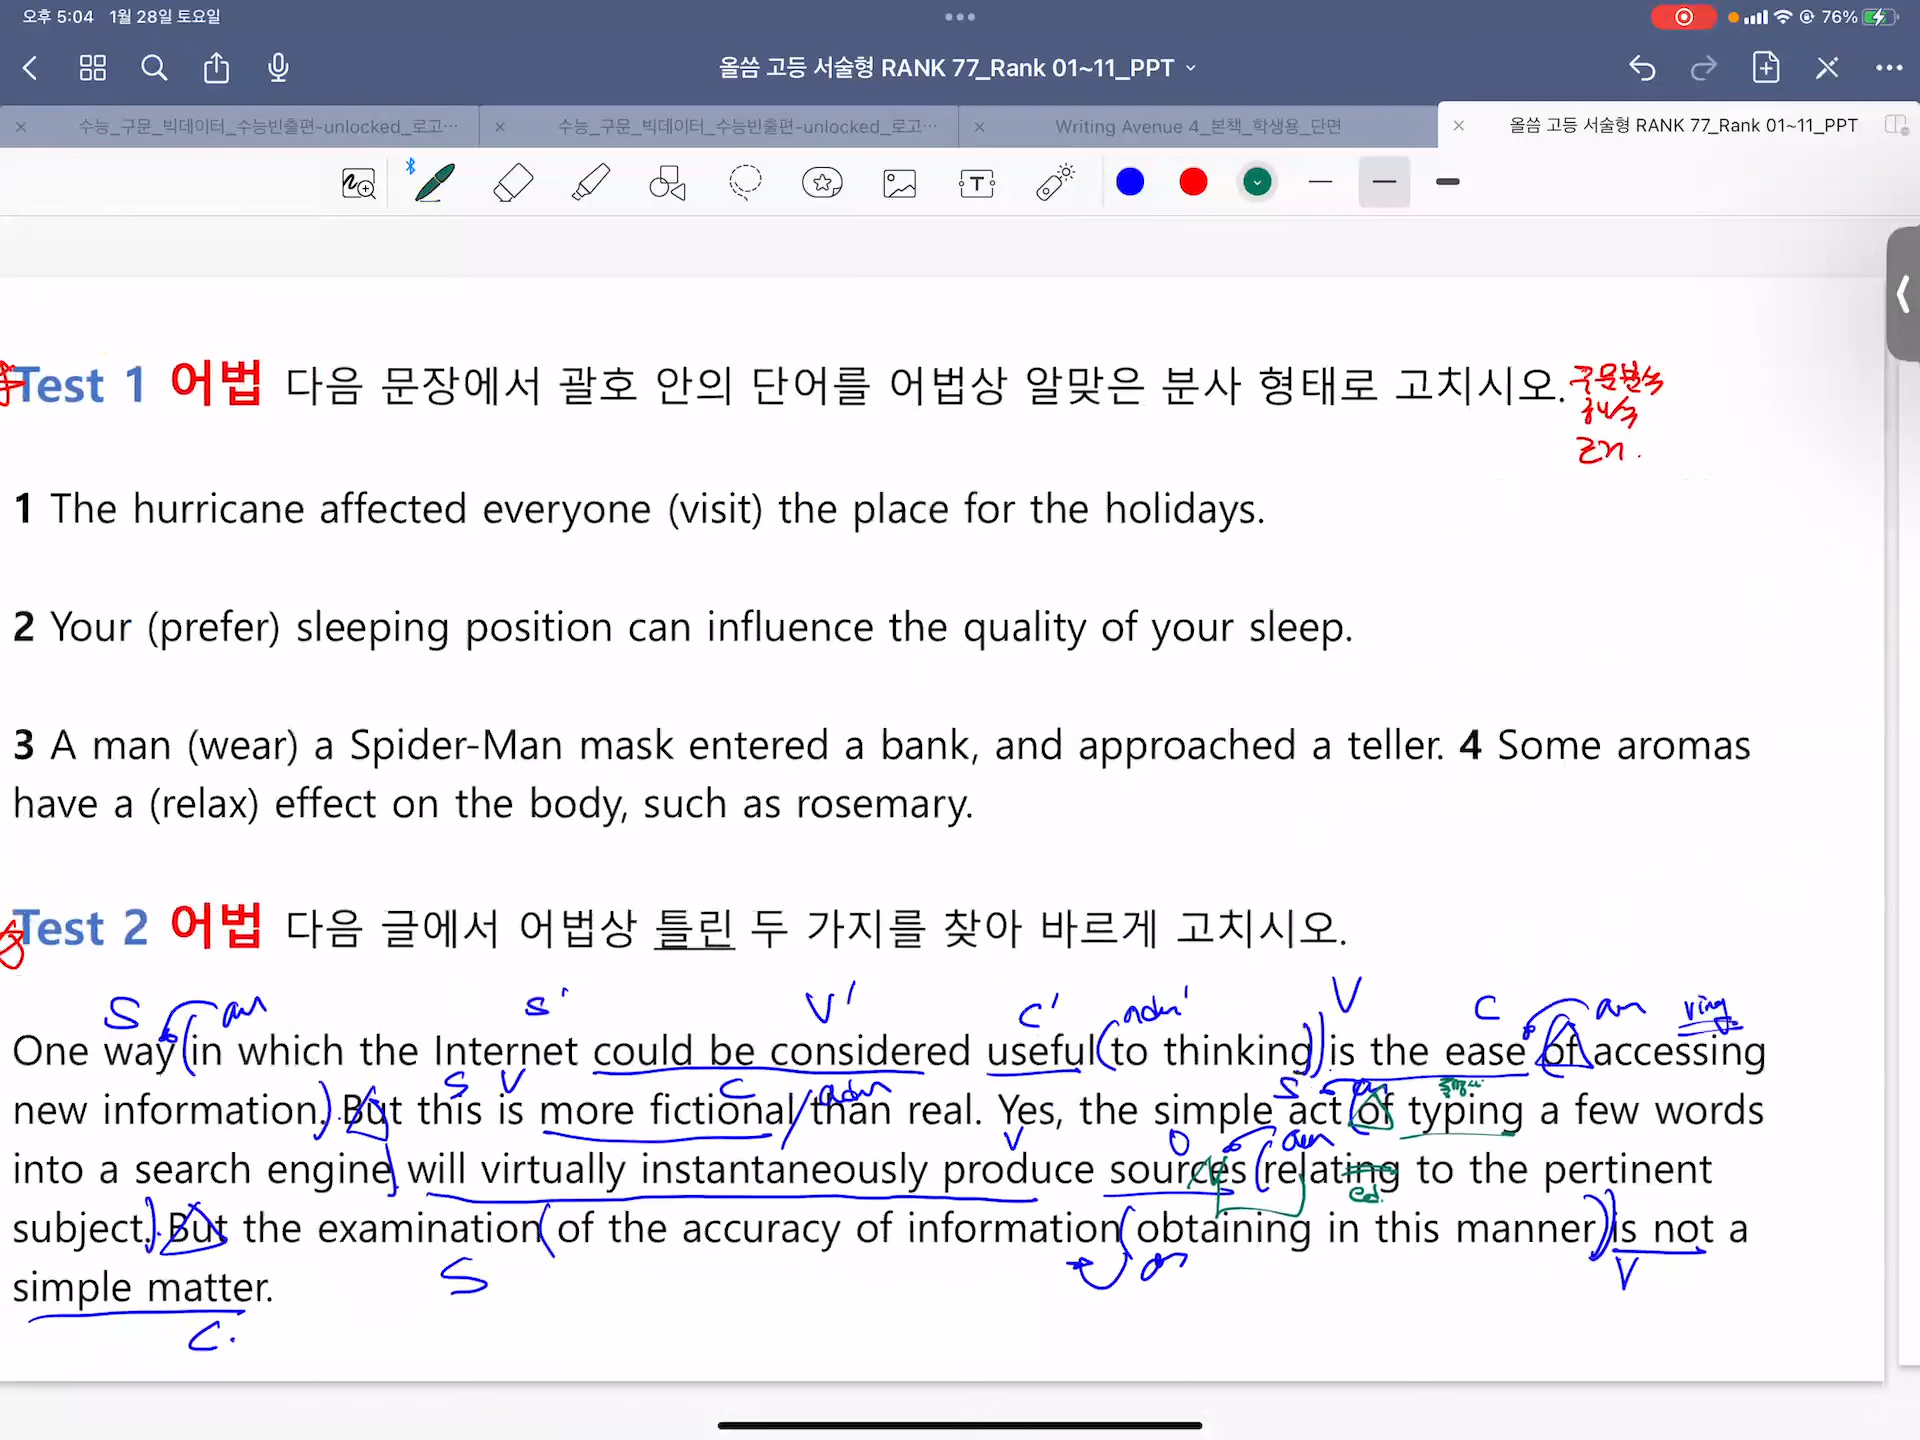 오후 5:04 1월 28일 토요일
76%
올씀 고등 서술형 RANK 77_Rank 01~11_PPT
수능_구문_빅데이터_수능빈출편-unlocked_로고…
수능_구문_빅데이터_수능빈출편-unlocked_로고…
Writing Avenue 4_본책_학생용_단면
올씀 고등 서술형 RANK 77_Rank 01~11_PPT
Test 1 어법 다음 문장에서 괄호 안의 단어를 어법상 알맞은 분사 형태로 고치시오.
구문분석
해석
근거.
1 The hurricane affected everyone (visit) the place for the holidays.
2 Your (prefer) sleeping position can influence the quality of your sleep.
3 A man (wear) a Spider-Man mask entered a bank, and approached a teller. 4 Some aromas
have a (relax) effect on the body, such as rosemary.
Test 2 어법 다음 글에서 어법상 틀린 두 가지를 찾아 바르게 고치시오.
S S' V' C' V C Ving
One way in which the Internet could be considered useful to thinking is the ease of accessing
S V C S
new information. But this is more fictional than real. Yes, the simple act of typing a few words
V O
into a search engine will virtually instantaneously produce sources relating to the pertinent
ed.
subject. But the examination of the accuracy of information obtaining in this manner is not a
S V
simple matter.
C.